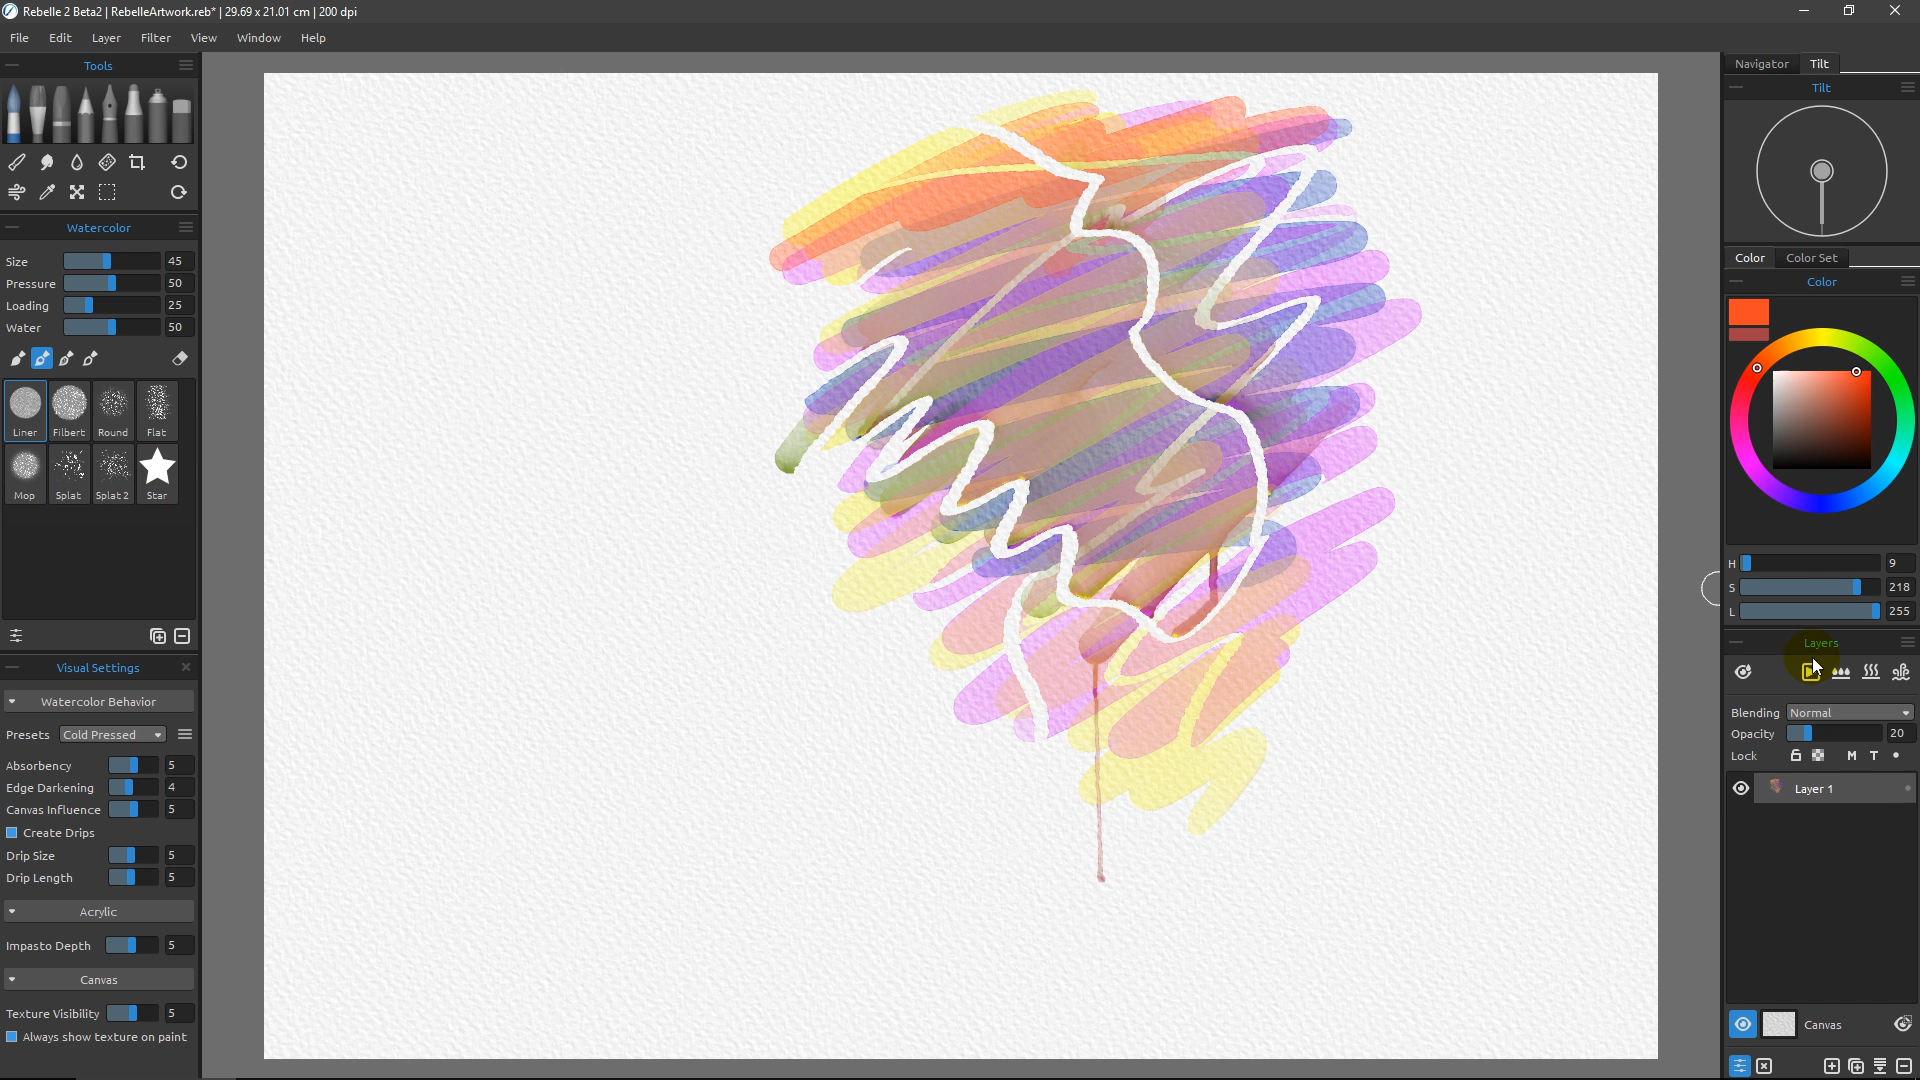 Rebelle 2 Beta2 | RebelleArtwork.reb* | 29.69 x 21.01 cm | 200 dpi
File Edit Layer Filter View Window Help
Tools
Watercolor
Size 45
Pressure 50
Loading 25
Water 50
Liner Filbert Round Flat
Mop Splat Splat 2 Star
Visual Settings
Watercolor Behavior
Presets Cold Pressed
Absorbency 5
Edge Darkening 4
Canvas Influence 5
Create Drips
Drip Size 5
Drip Length 5
Acrylic
Impasto Depth 5
Canvas
Texture Visibility 5
Always show texture on paint
Navigator Tilt
Tilt
Color Color Set
Color
H 9
S 218
L 255
Layers
Blending Normal
Opacity 20
Lock M T
Layer 1
Canvas